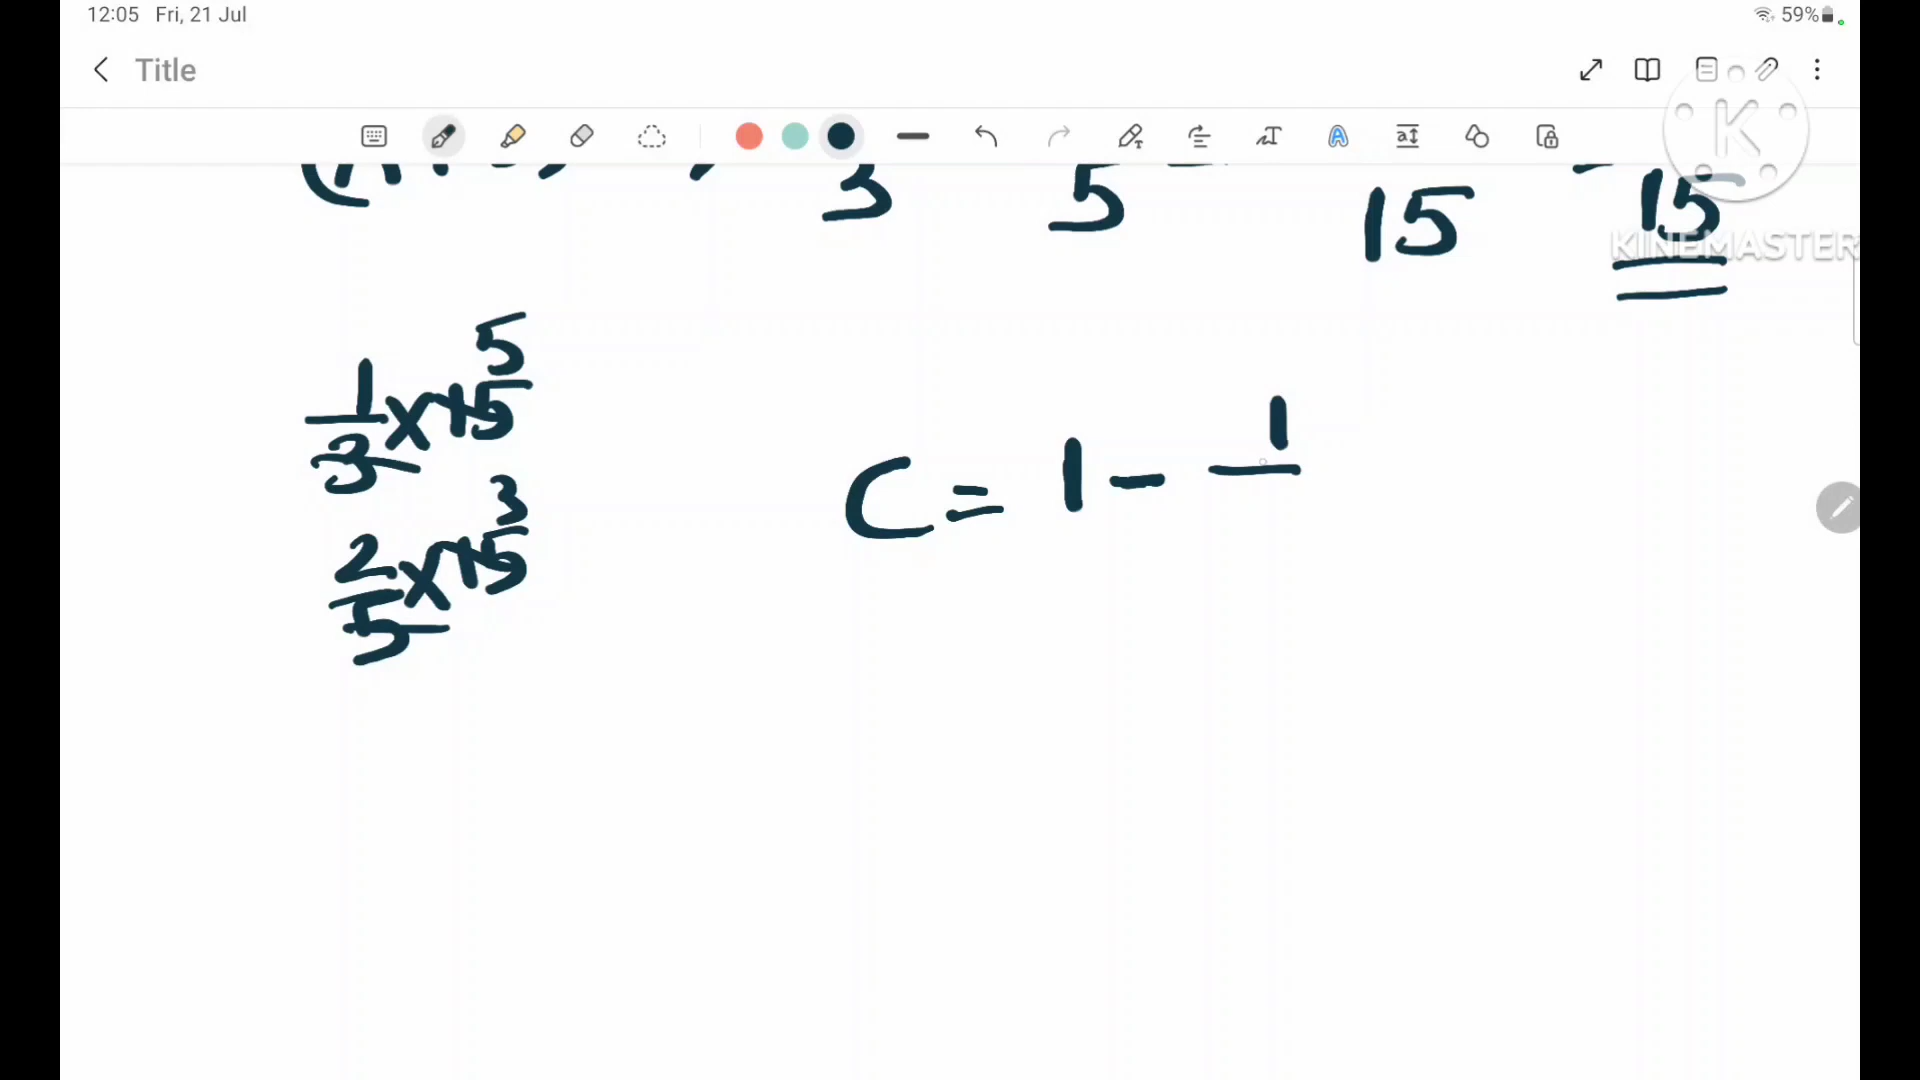 12:05 Fri, 21 Jul 59%
Title
K
KINEMASTER
3 5 15 15
5
1/3 x 15
3
2/5 x 15
C = 1 - 1